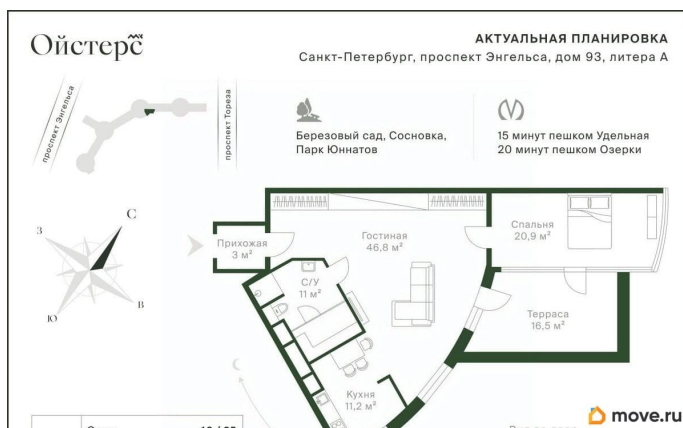 Ойстерс
АКТУАЛЬНАЯ ПЛАНИРОВКА
Санкт-Петербург, проспект Энгельса, дом 93, литера А
проспект Энгельса
проспект Тореза
Березовый сад, Сосновка,
Парк Юннатов
15 минут пешком Удельная
20 минут пешком Озерки
С
З
В
Ю
Прихожая
3 м²
Гостиная
46,8 м²
Спальня
20,9 м²
С/У
11 м²
Терраса
16,5 м²
Кухня
11,2 м²
С
move.ru